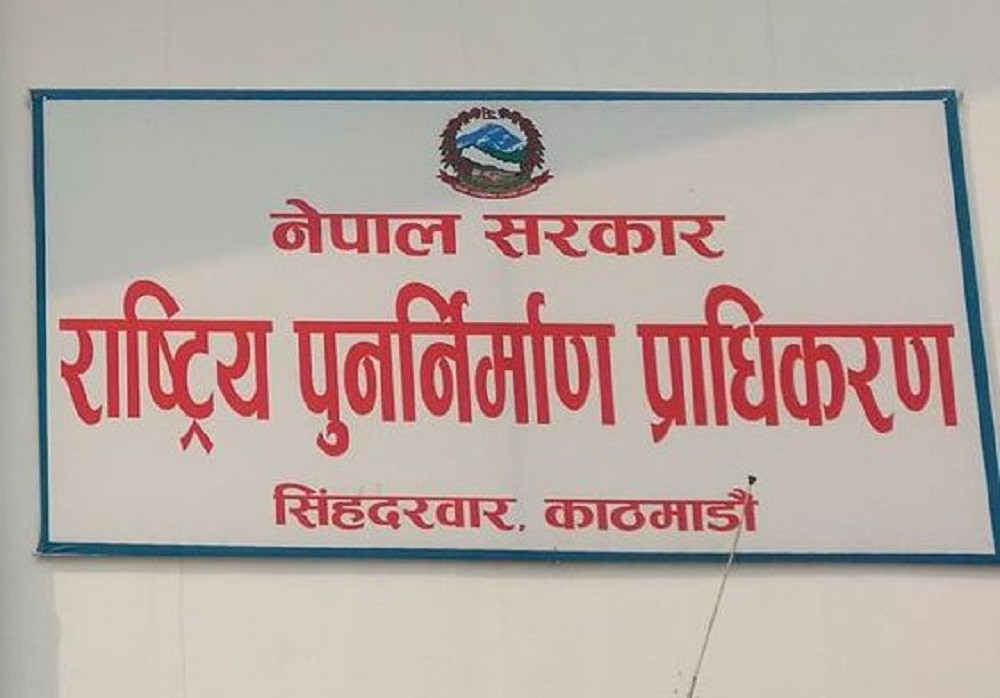 नेपाल सरकार
राष्ट्रिय पुनर्निर्माण प्राधिकरण
सिंहदरवार, काठमाडौं